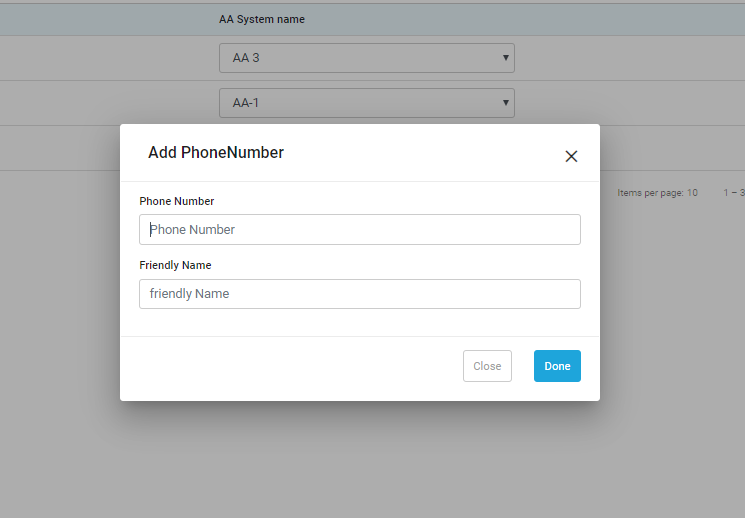 AA System name
AA 3
AA-1
Add PhoneNumber
Phone Number
Phone Number
Friendly Name
friendly Name
Close
Done
Items per page: 10 1 – 3